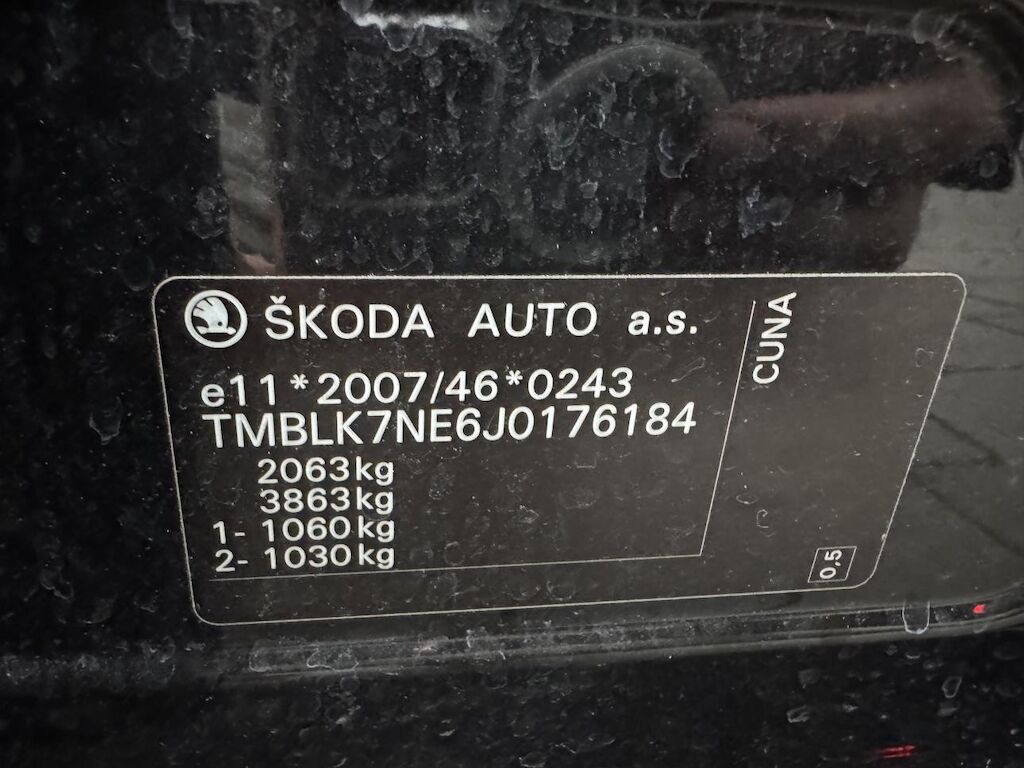 ŠKODA AUTO a.s.
e11*2007/46*0243
TMBLK7NE6J0176184
2063kg
3863kg
1- 1060kg
2- 1030kg
CUNA
0,5